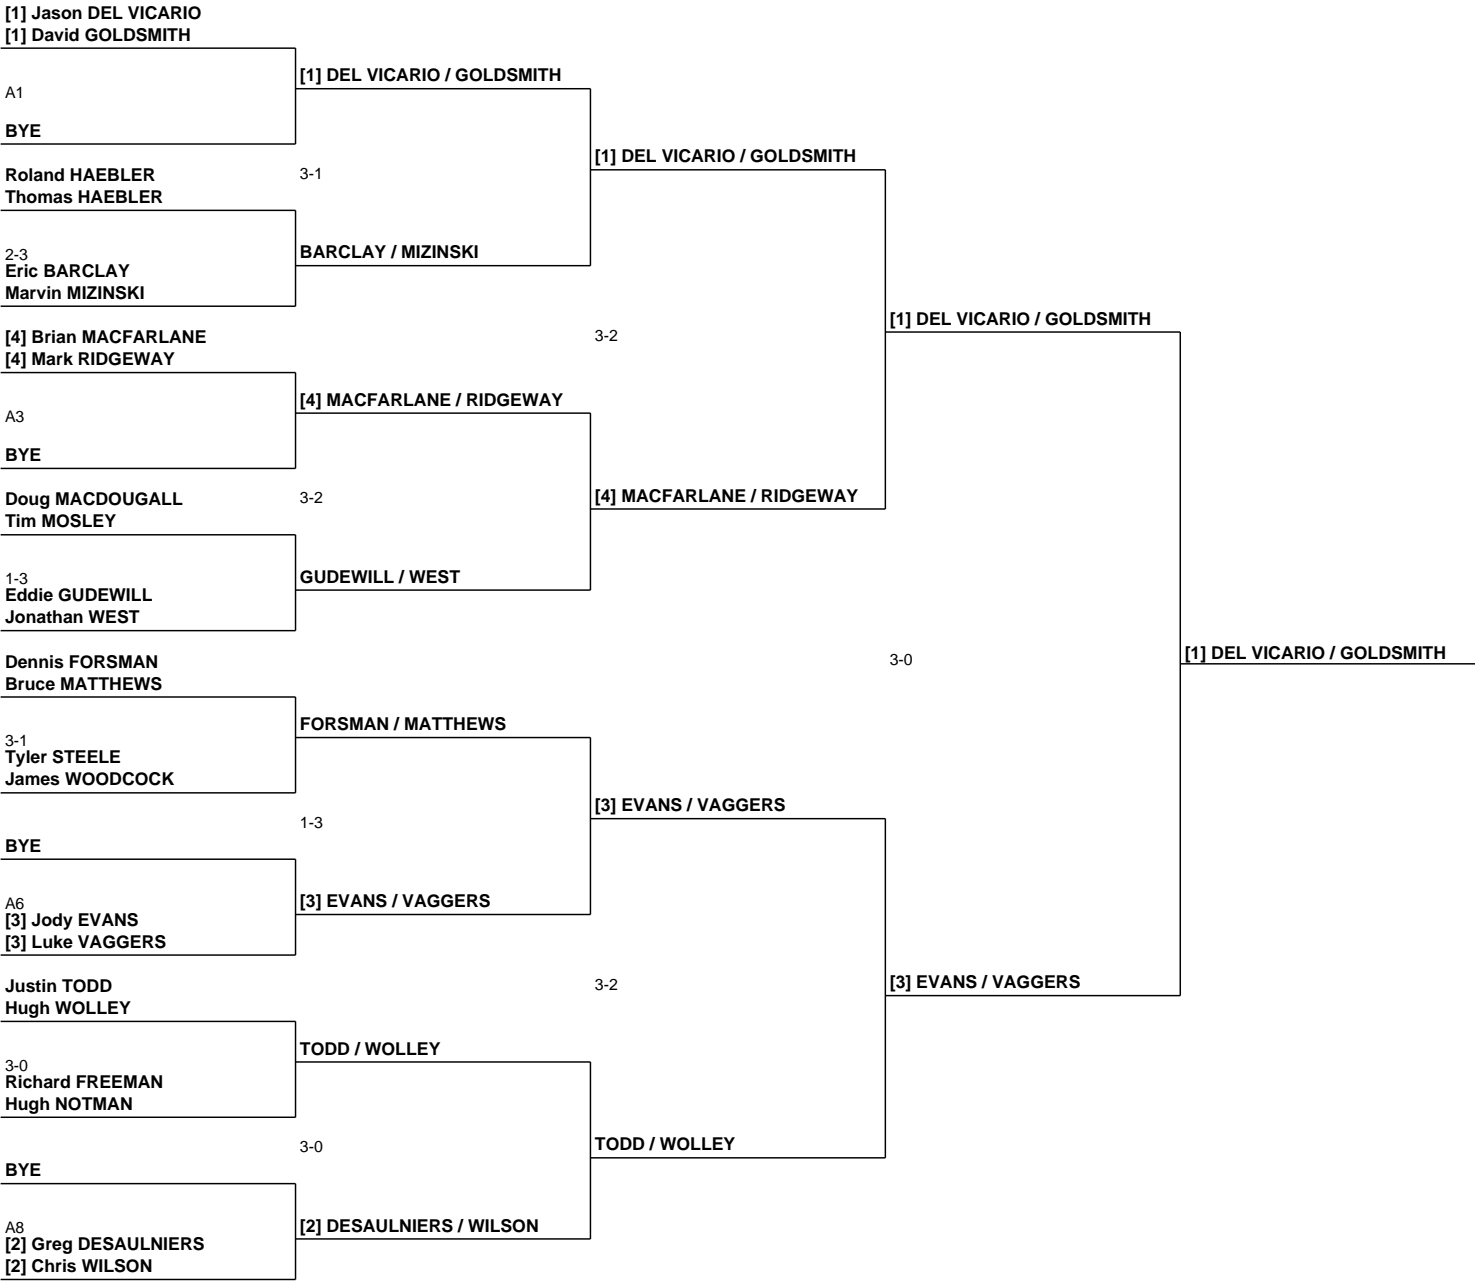 [1] Jason DEL VICARIO
[1] David GOLDSMITH
A1
BYE
Roland HAEBLER
Thomas HAEBLER
2-3
Eric BARCLAY
Marvin MIZINSKI
[4] Brian MACFARLANE
[4] Mark RIDGEWAY
A3
BYE
Doug MACDOUGALL
Tim MOSLEY
1-3
Eddie GUDEWILL
Jonathan WEST
Dennis FORSMAN
Bruce MATTHEWS
3-1
Tyler STEELE
James WOODCOCK
BYE
A6
[3] Jody EVANS
[3] Luke VAGGERS
Justin TODD
Hugh WOLLEY
3-0
Richard FREEMAN
Hugh NOTMAN
BYE
A8
[2] Greg DESAULNIERS
[2] Chris WILSON
[1] DEL VICARIO / GOLDSMITH
3-1
BARCLAY / MIZINSKI
[4] MACFARLANE / RIDGEWAY
3-2
GUDEWILL / WEST
FORSMAN / MATTHEWS
1-3
[3] EVANS / VAGGERS
TODD / WOLLEY
3-0
[2] DESAULNIERS / WILSON
[1] DEL VICARIO / GOLDSMITH
3-2
[4] MACFARLANE / RIDGEWAY
[3] EVANS / VAGGERS
3-2
TODD / WOLLEY
[1] DEL VICARIO / GOLDSMITH
3-0
[3] EVANS / VAGGERS
[1] DEL VICARIO / GOLDSMITH